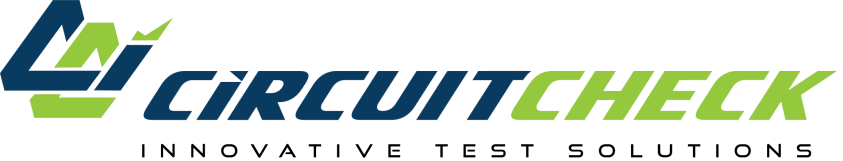 CIRCUITCHECK
INNOVATIVE TEST SOLUTIONS